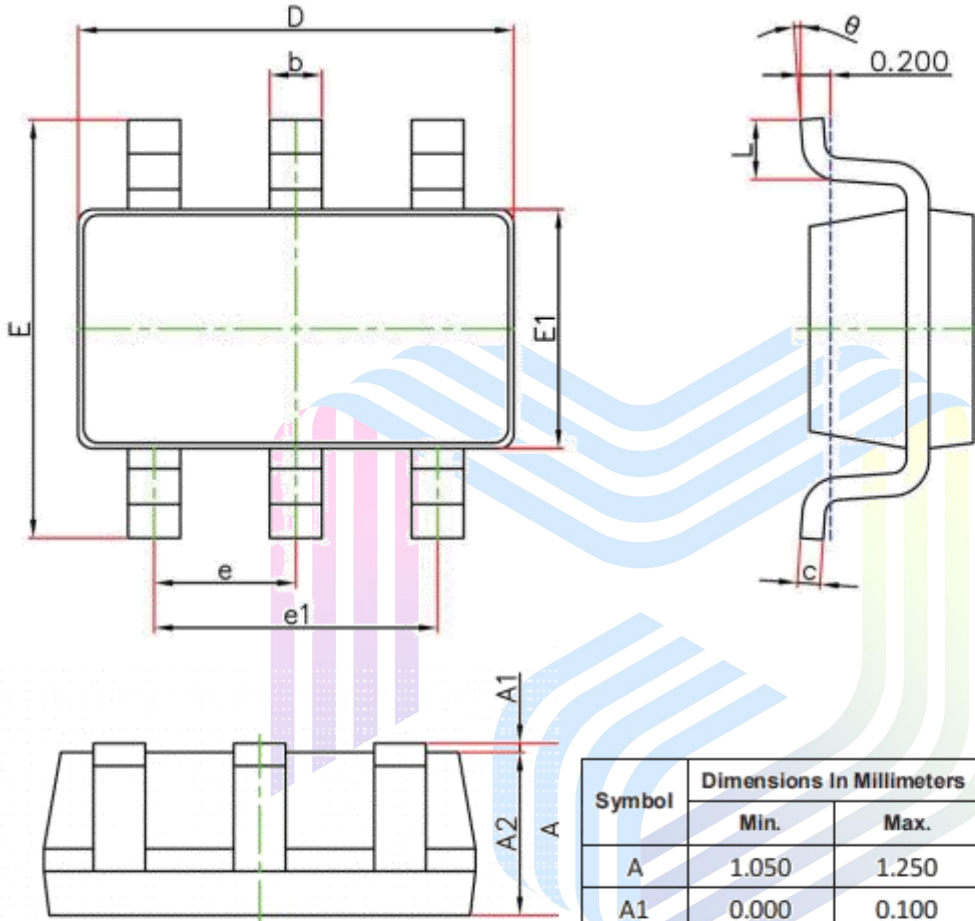 D
b
θ
0.200
L
E
E1
e
e1
c
A1
A2
A
Symbol
Dimensions In Millimeters
Min. Max.
A 1.050 1.250
A1 0.000 0.100